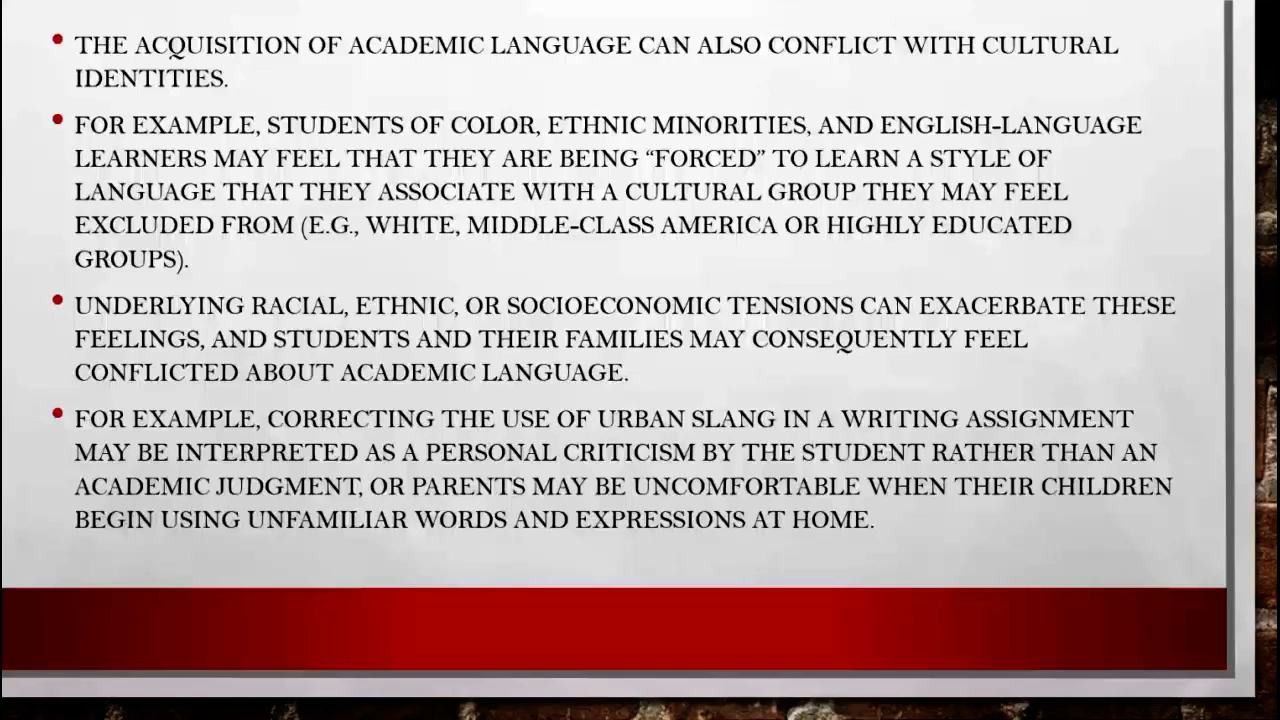 THE ACQUISITION OF ACADEMIC LANGUAGE CAN ALSO CONFLICT WITH CULTURAL
IDENTITIES.
FOR EXAMPLE, STUDENTS OF COLOR, ETHNIC MINORITIES, AND ENGLISH-LANGUAGE
LEARNERS MAY FEEL THAT THEY ARE BEING “FORCED” TO LEARN A STYLE OF
LANGUAGE THAT THEY ASSOCIATE WITH A CULTURAL GROUP THEY MAY FEEL
EXCLUDED FROM (E.G., WHITE, MIDDLE-CLASS AMERICA OR HIGHLY EDUCATED
GROUPS).
UNDERLYING RACIAL, ETHNIC, OR SOCIOECONOMIC TENSIONS CAN EXACERBATE THESE
FEELINGS, AND STUDENTS AND THEIR FAMILIES MAY CONSEQUENTLY FEEL
CONFLICTED ABOUT ACADEMIC LANGUAGE.
FOR EXAMPLE, CORRECTING THE USE OF URBAN SLANG IN A WRITING ASSIGNMENT
MAY BE INTERPRETED AS A PERSONAL CRITICISM BY THE STUDENT RATHER THAN AN
ACADEMIC JUDGMENT, OR PARENTS MAY BE UNCOMFORTABLE WHEN THEIR CHILDREN
BEGIN USING UNFAMILIAR WORDS AND EXPRESSIONS AT HOME.